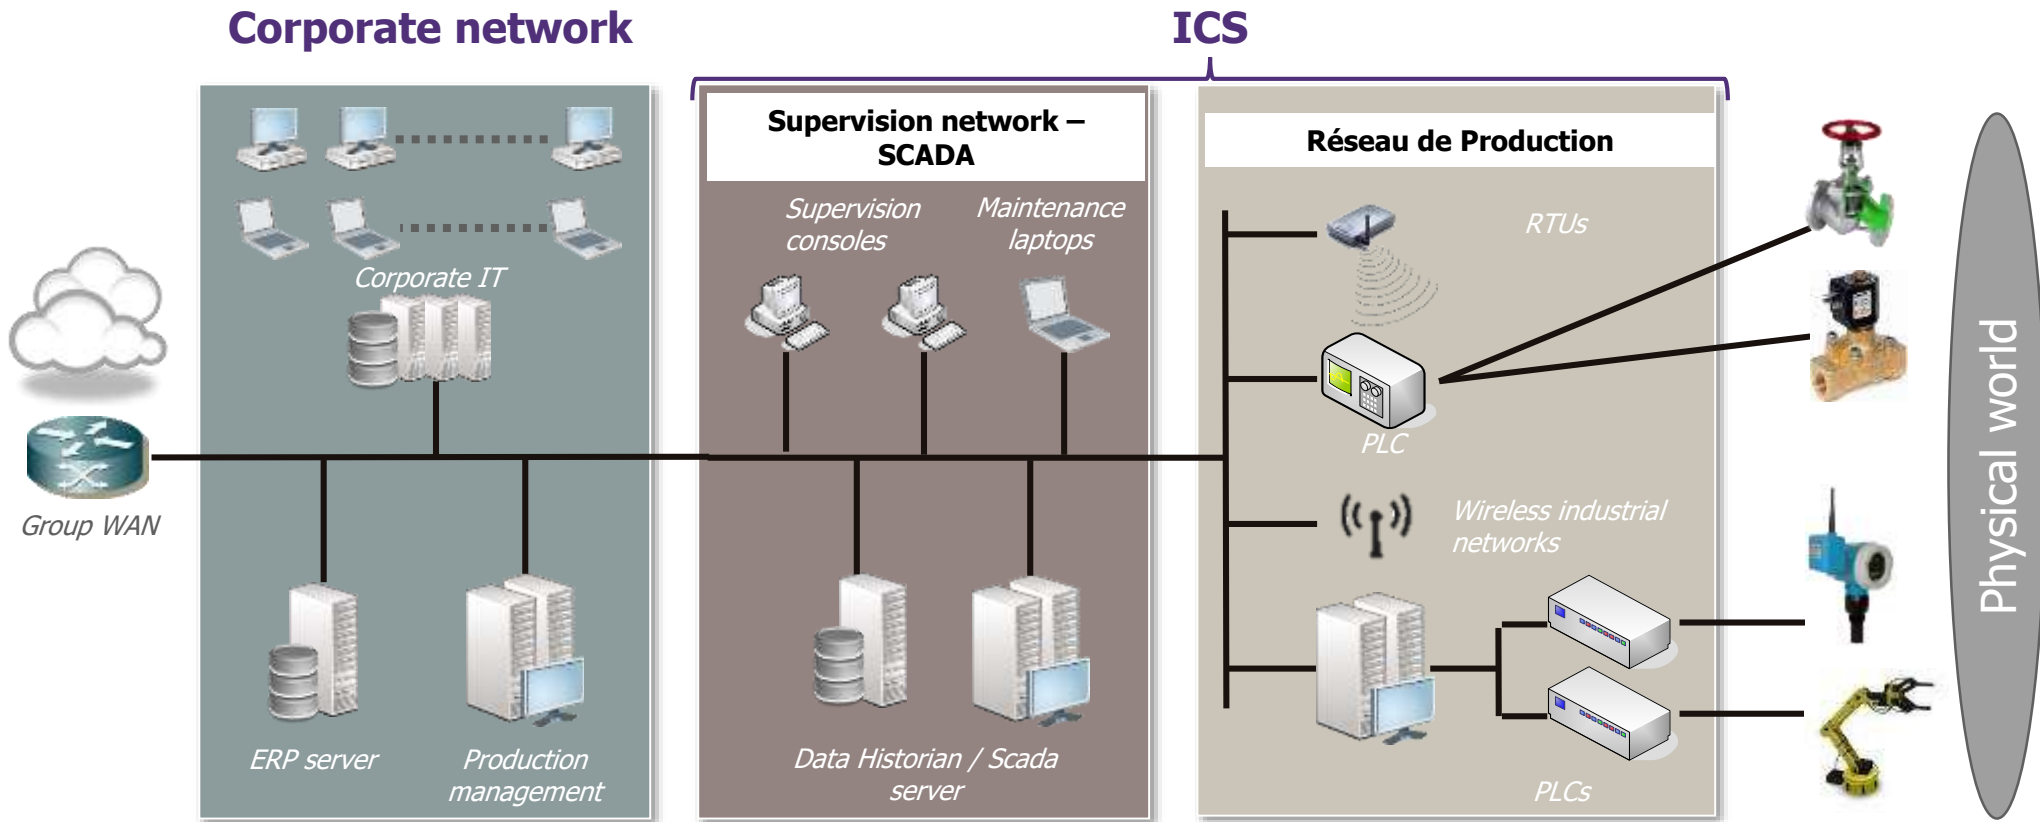 Corporate network
ICS
Supervision network –
SCADA
Réseau de Production
Supervision
consoles
Maintenance
laptops
RTUs
Corporate IT
PLC
Group WAN
Wireless industrial
networks
ERP server
Production
management
Data Historian / Scada
server
PLCs
Physical world